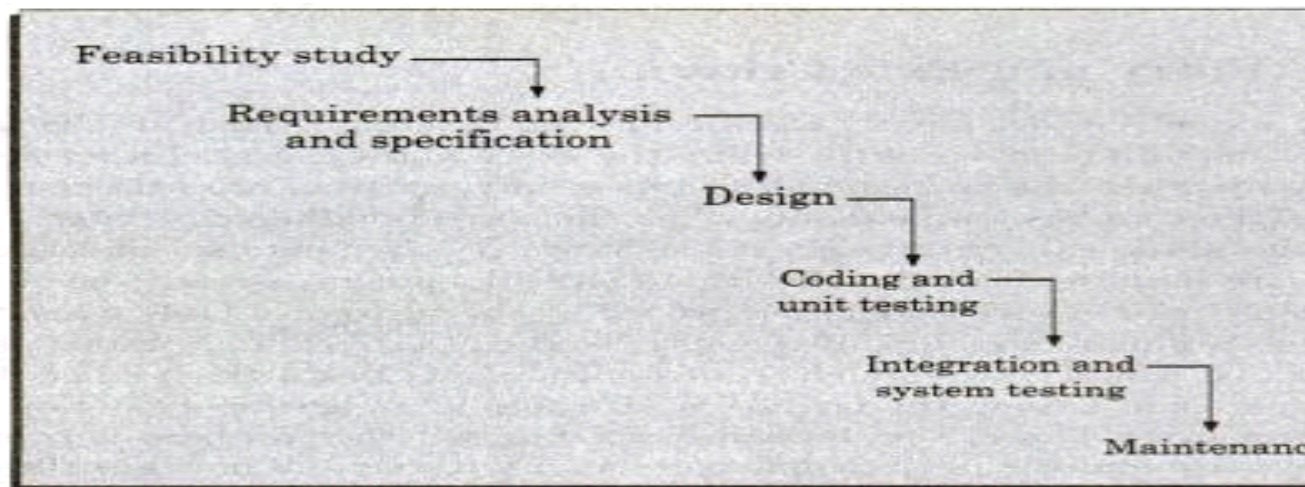 Feasibility study
Requirements analysis
and specification
Design
Coding and
unit testing
Integration and
system testing
Maintenanc